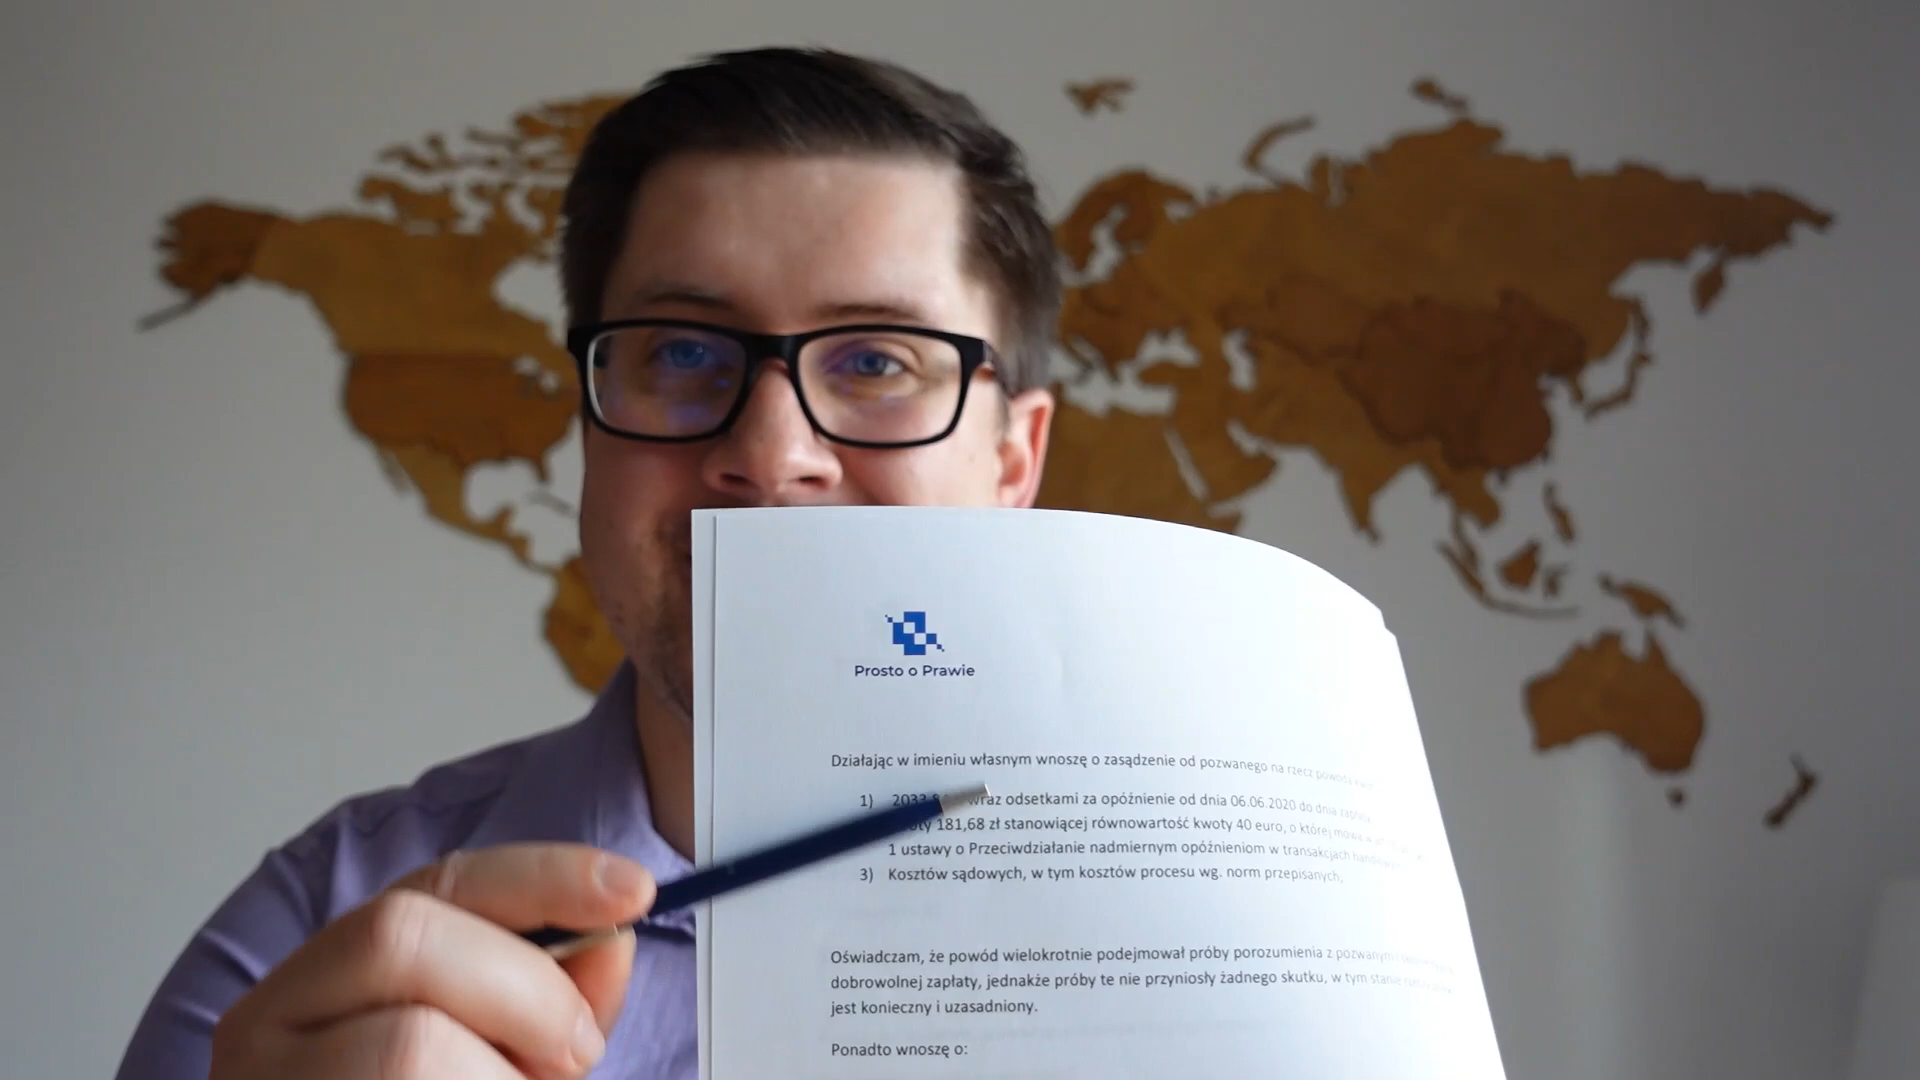 Prosto o Prawie
Działając w imieniu własnym wnoszę o zasądzenie od pozwanego na rzecz powoda
1) wraz odsetkami za opóźnienie od dnia 06.06.2020 do dnia zapłaty
181,68 zł stanowiącej równowartość kwoty 40 euro, o której mowa w
1 ustawy o Przeciwdziałanie nadmiernym opóźnieniom w transakcjach
3) Kosztów sądowych, w tym kosztów procesu wg. norm przepisanych,
Oświadczam, że powód wielokrotnie podejmował próby porozumienia z pozwanym
dobrowolnej zapłaty, jednakże próby te nie przyniosły żadnego skutku, w tym stanie
jest konieczny i uzasadniony.
Ponadto wnoszę o: